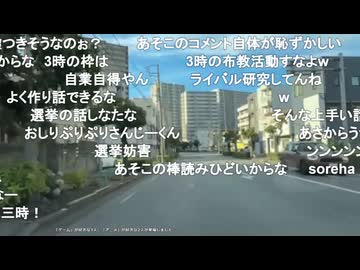 つきそうなのぉ？
あそこのコメント自体が恥ずかしい
からな
3時の枠は
3時の布教活動すなよw
自業自得やん
ライバル研究してんね
よく作り話できるな
w
選挙の話しなたな
そんな上手い話
おしりぷりぷりさんじーくん
あさからう
選挙妨害
ンンンンン
あそこの棒読みひどいからな
soreha
なー
三時！